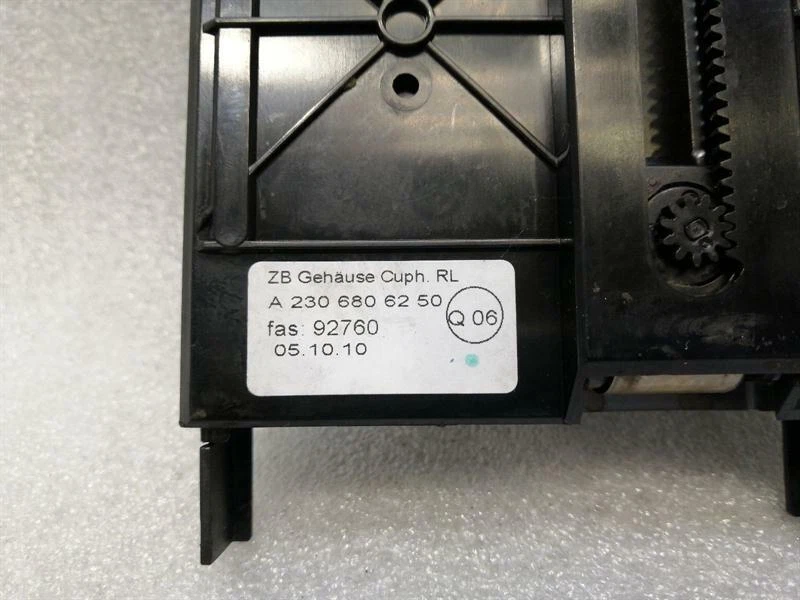 ZB Gehäuse Cuph. RL
A 230 680 62 50
Q 06
fas: 92760
05.10.10